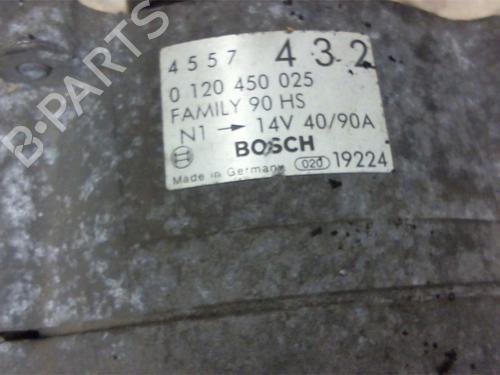 4557 432
0 120 450 025
FAMILY 90 HS
N1 → 14V 40/90A
BOSCH
Made in Germany 020 19224
B-PARTS